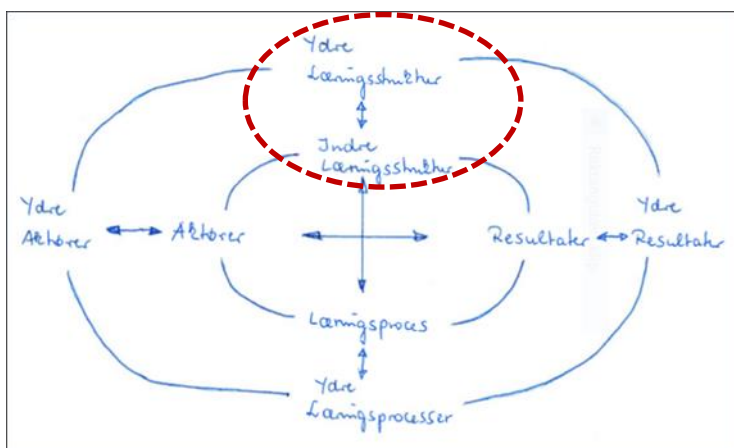 Ydre
Læringsstruktur
Indre
Læringsstruktur
Ydre
Aktører
Aktører
Resultater
Ydre
Resultater
Læringsproces
Ydre
Læringsprocesser